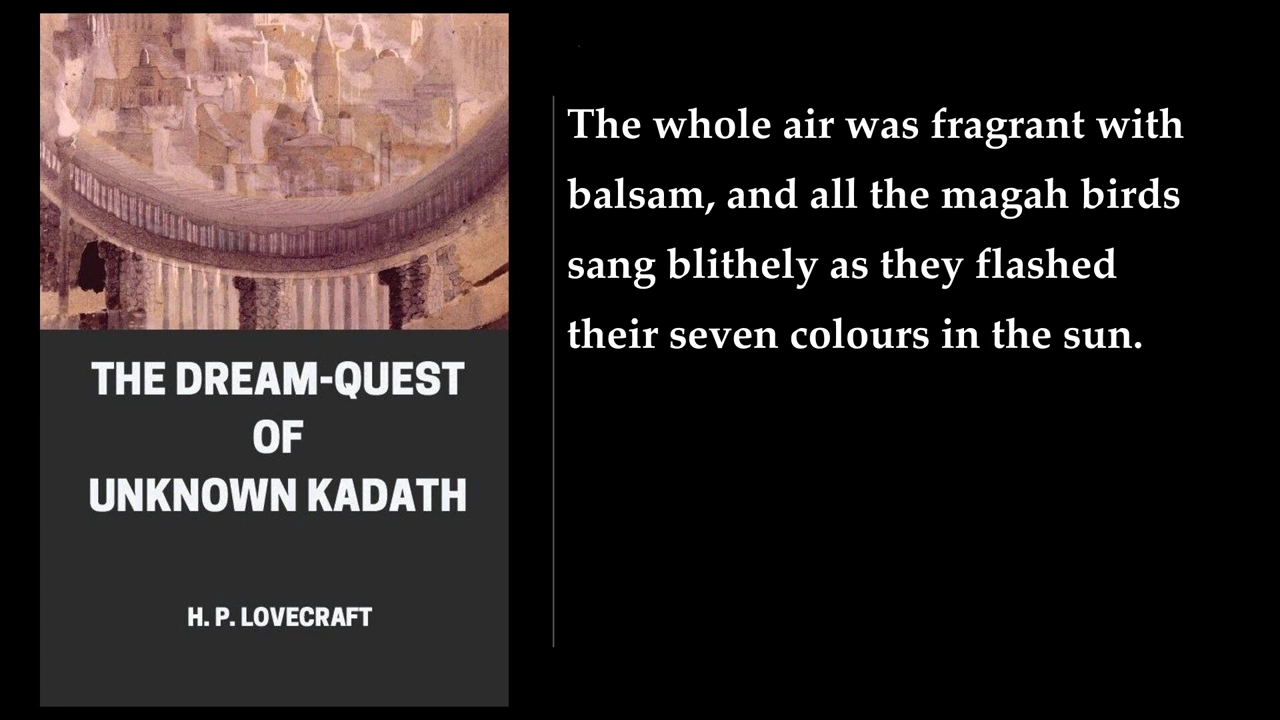 THE DREAM-QUEST
OF
UNKNOWN KADATH
H. P. LOVECRAFT
The whole air was fragrant with
balsam, and all the magah birds
sang blithely as they flashed
their seven colours in the sun.